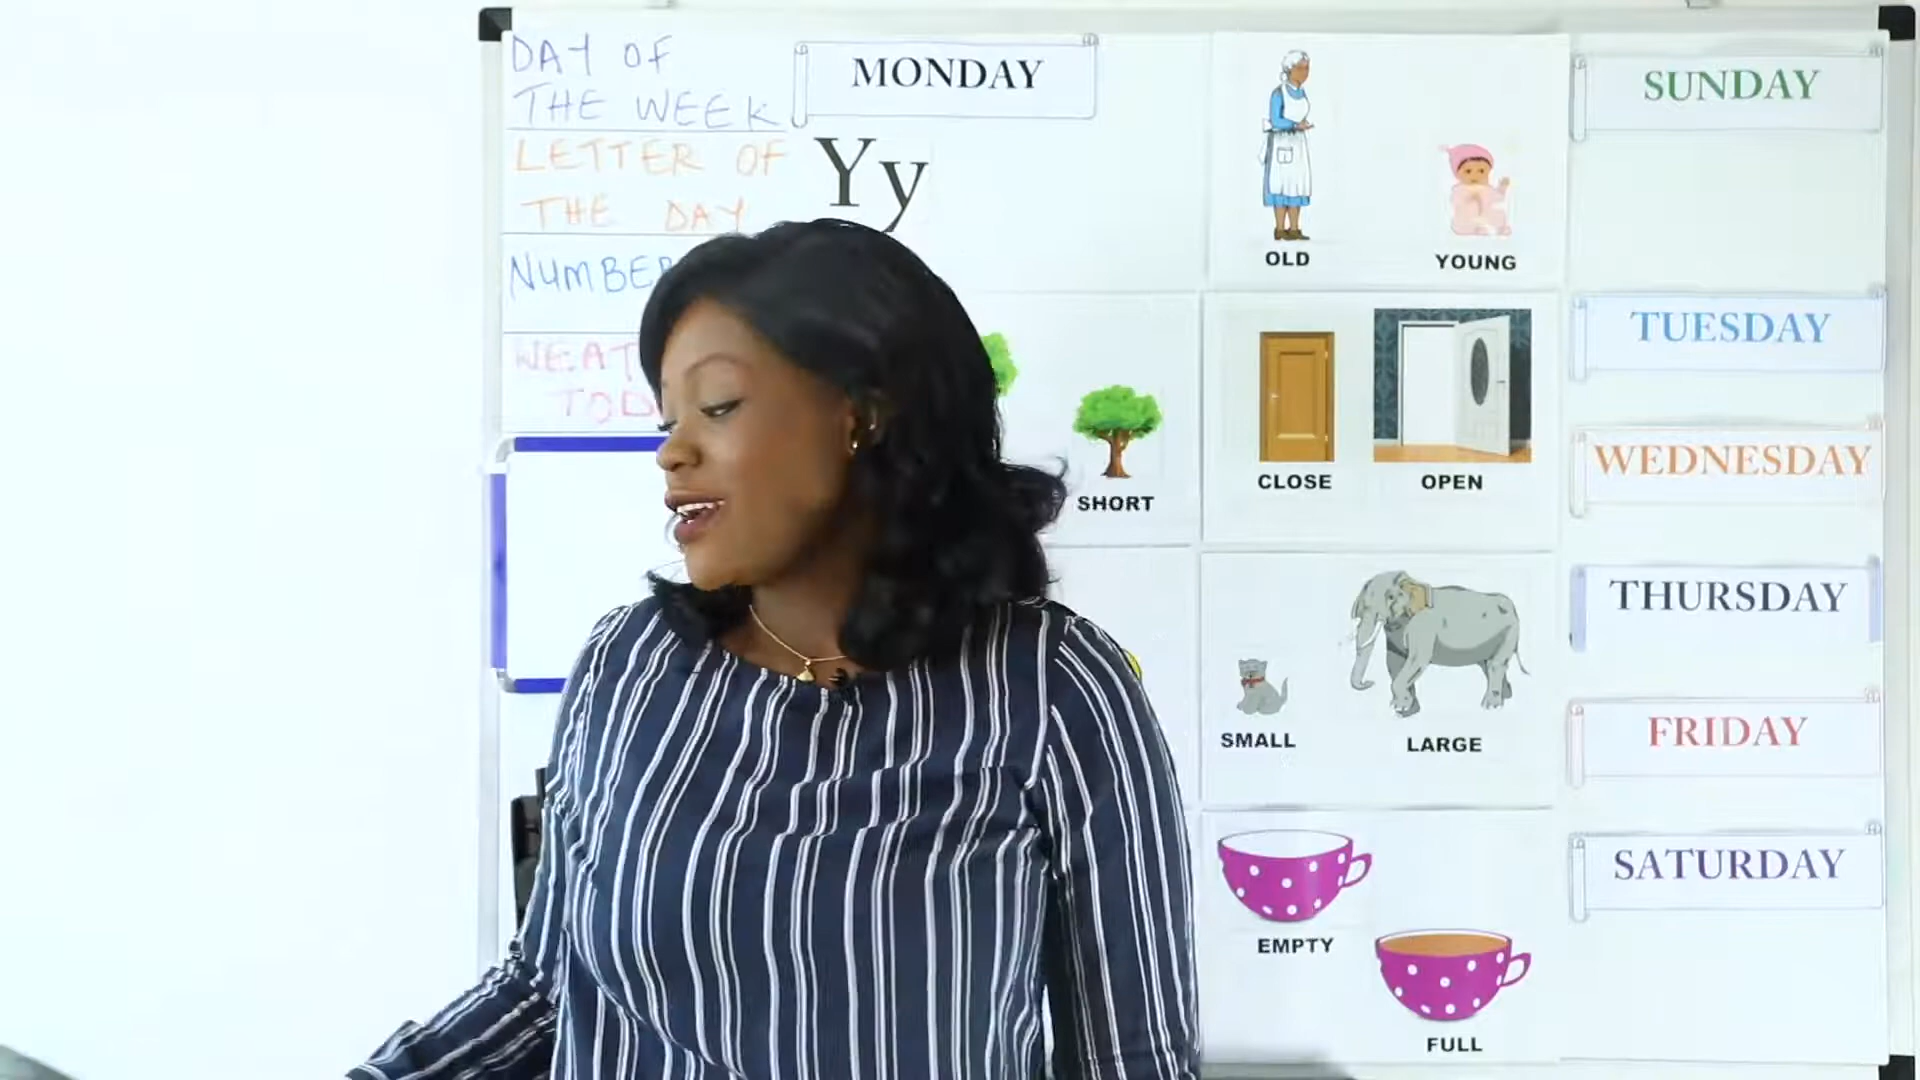 DAY OF
THE WEEK
MONDAY
LETTER OF
THE DAY
Yy
OLD
YOUNG
SHORT
CLOSE
OPEN
SMALL
LARGE
EMPTY
FULL
SUNDAY
TUESDAY
WEDNESDAY
THURSDAY
FRIDAY
SATURDAY